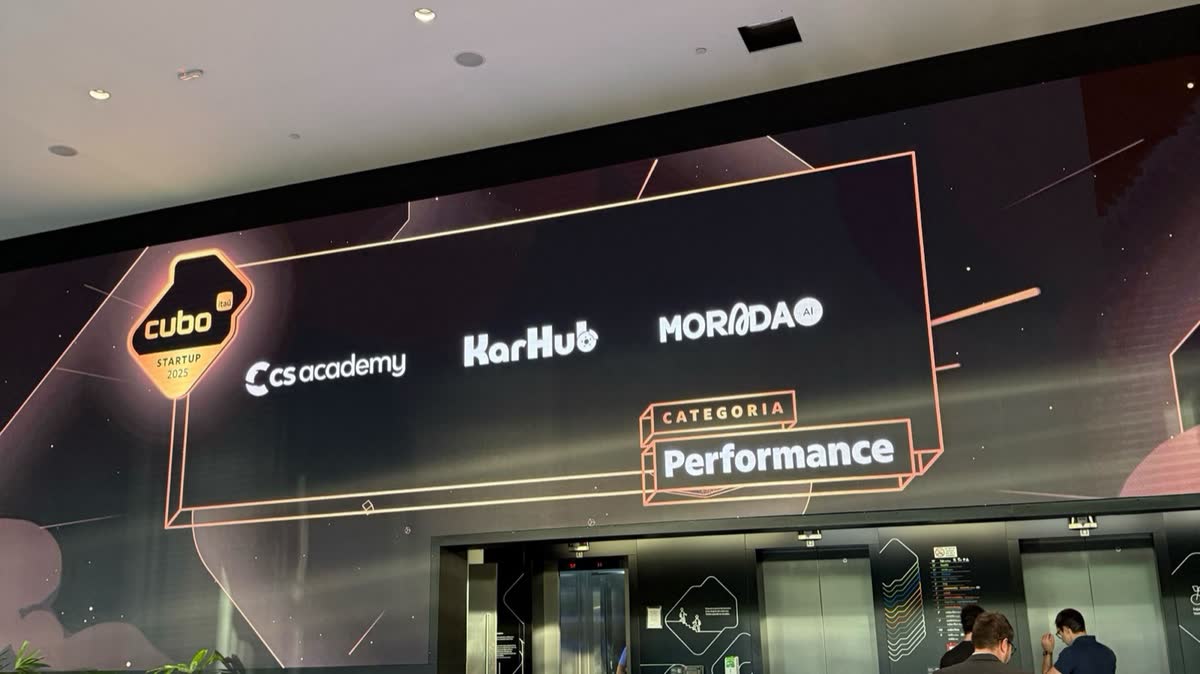 cubo
itaú
STARTUP
2025
cs academy
KarHub
MORADA AI
CATEGORIA
Performance